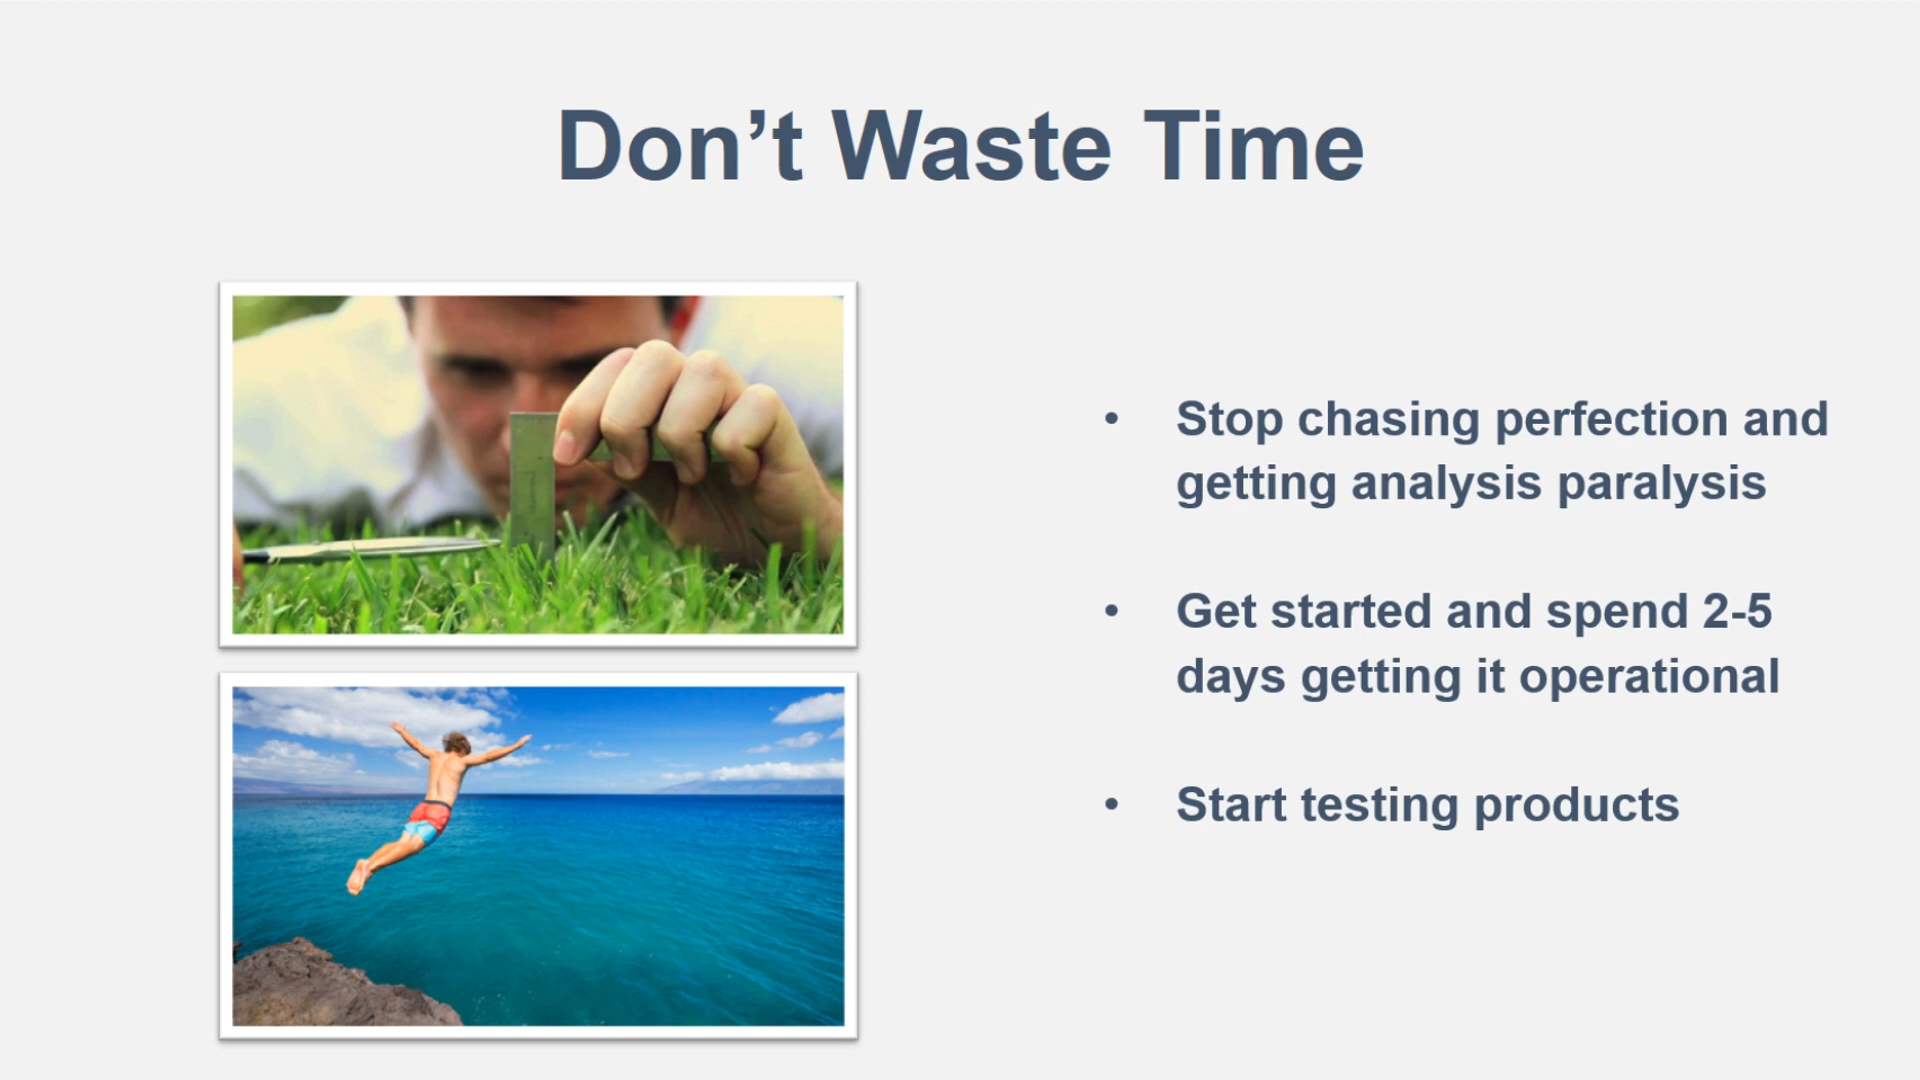 Don’t Waste Time
• Stop chasing perfection and
getting analysis paralysis
• Get started and spend 2-5
days getting it operational
• Start testing products